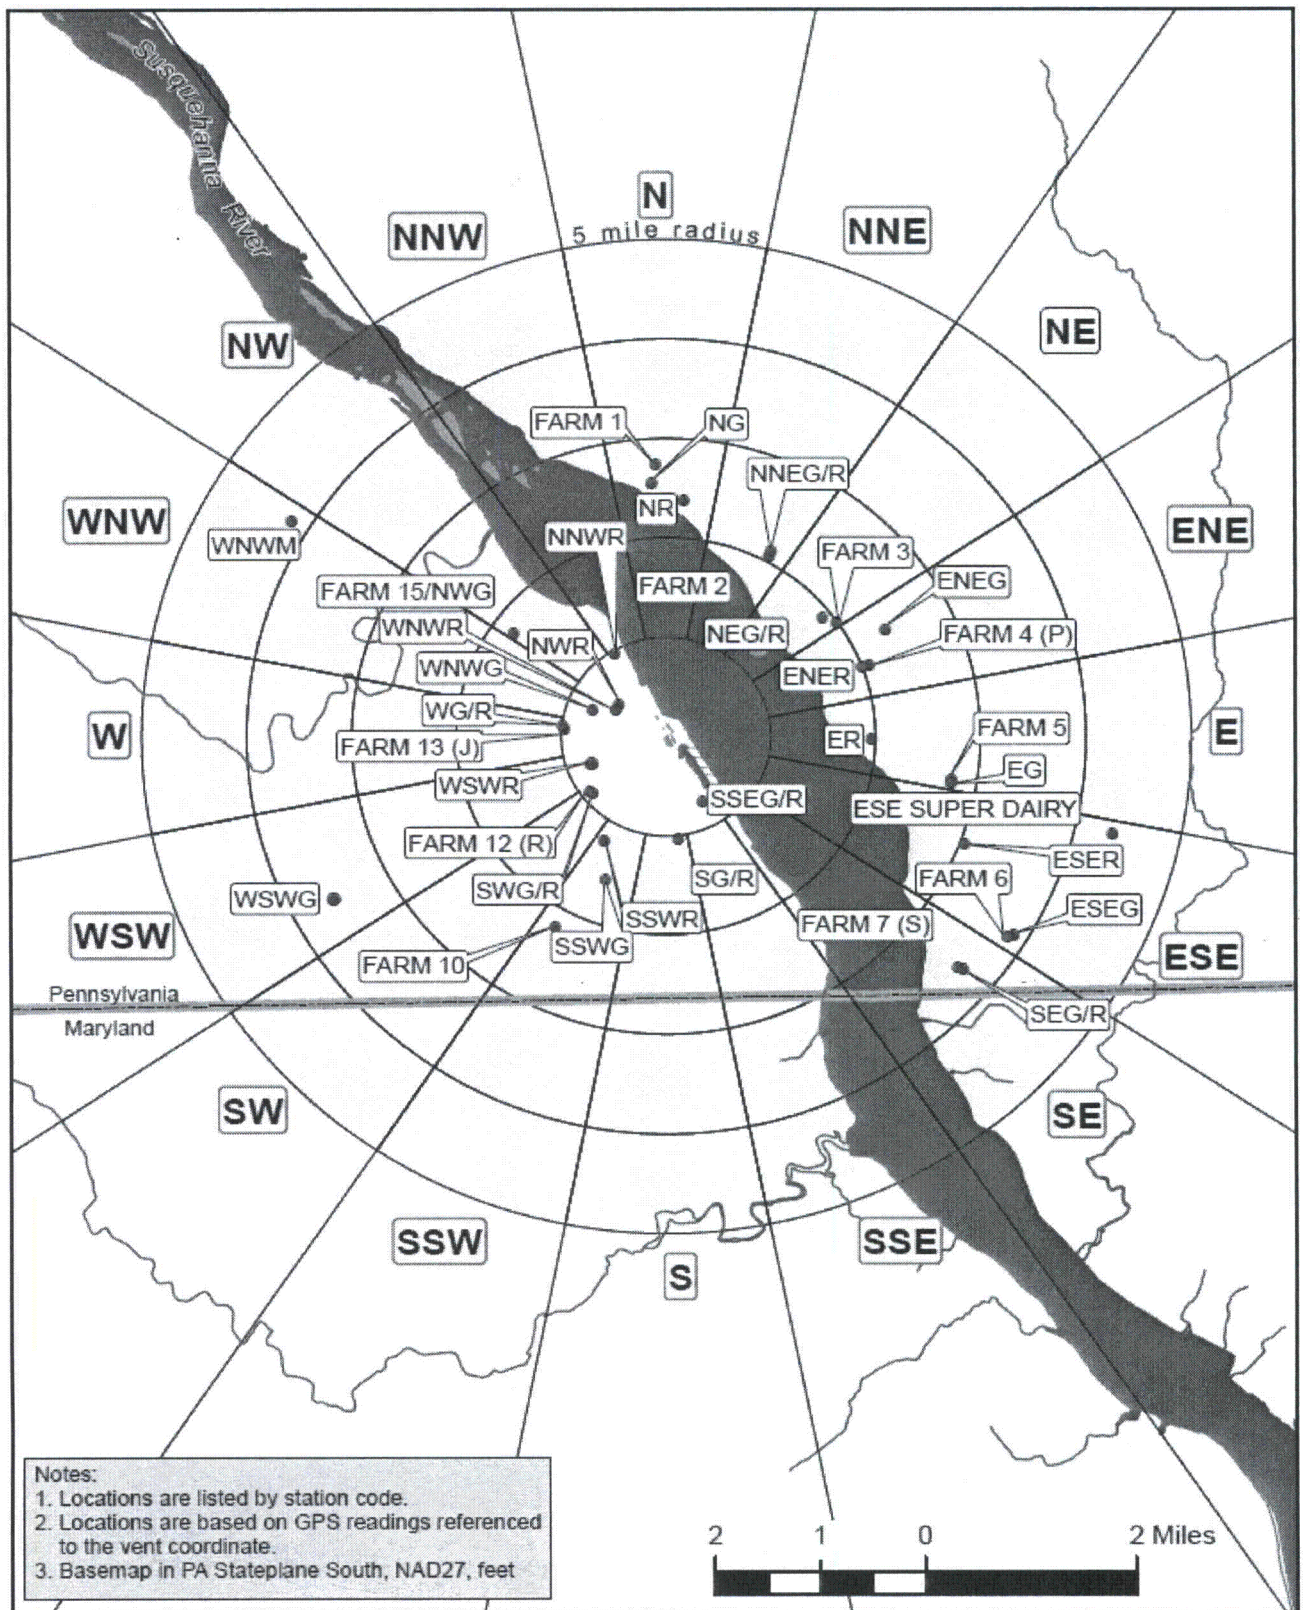 Susquehanna River
N
NNW
5 mile radius
NNE
NW
NE
FARM 1
NG
NNEG/R
WNW
NR
ENE
WNWM
NNWR
FARM 3
FARM 15/NWG
FARM 2
ENEG
WNWR
NWR
NEG/R
FARM 4 (P)
WNWG
ENER
WG/R
W
FARM 13 (J)
ER
FARM 5
E
WSWR
EG
SSEG/R
ESE SUPER DAIRY
FARM 12 (R)
ESER
SWG/R
SG/R
FARM 6
WSWG
SSWR
FARM 7 (S)
ESEG
WSW
SSWG
FARM 10
ESE
Pennsylvania
Maryland
SEG/R
SW
SE
SSW
SSE
S
Notes:
1. Locations are listed by station code.
2. Locations are based on GPS readings referenced
to the vent coordinate.
3. Basemap in PA Stateplane South, NAD27, feet
2 1 0 2 Miles